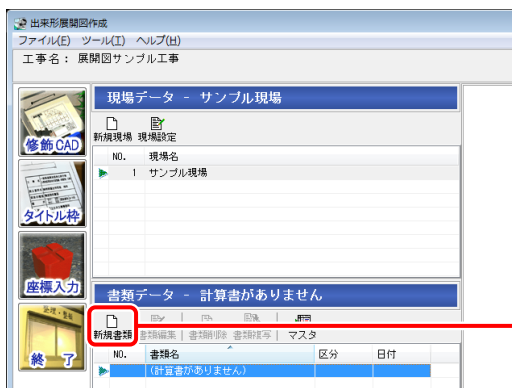 出来形展開図作成
ファイル(F) ツール(T) ヘルプ(H)
工事名： 展開図サンプル工事
現場データ － サンプル現場
新規現場 現場設定
NO. 現場名
1 サンプル現場
修飾CAD
タイトル枠
座標入力
終 了
書類データ － 計算書がありません
新規書類 書類編集 書類削除 書類複写 マスタ
NO. 書類名 区分 日付
(計算書がありません)